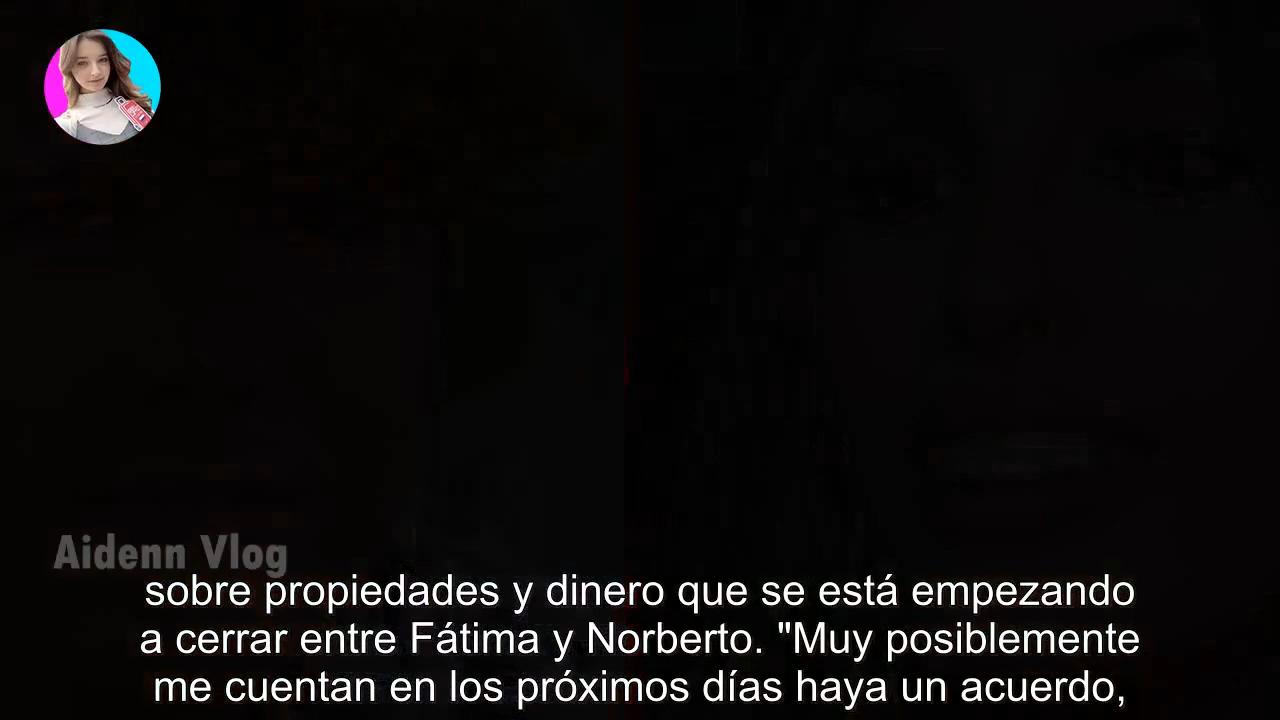 Aidenn Vlog
sobre propiedades y dinero que se está empezando
a cerrar entre Fátima y Norberto. "Muy posiblemente
me cuentan en los próximos días haya un acuerdo,